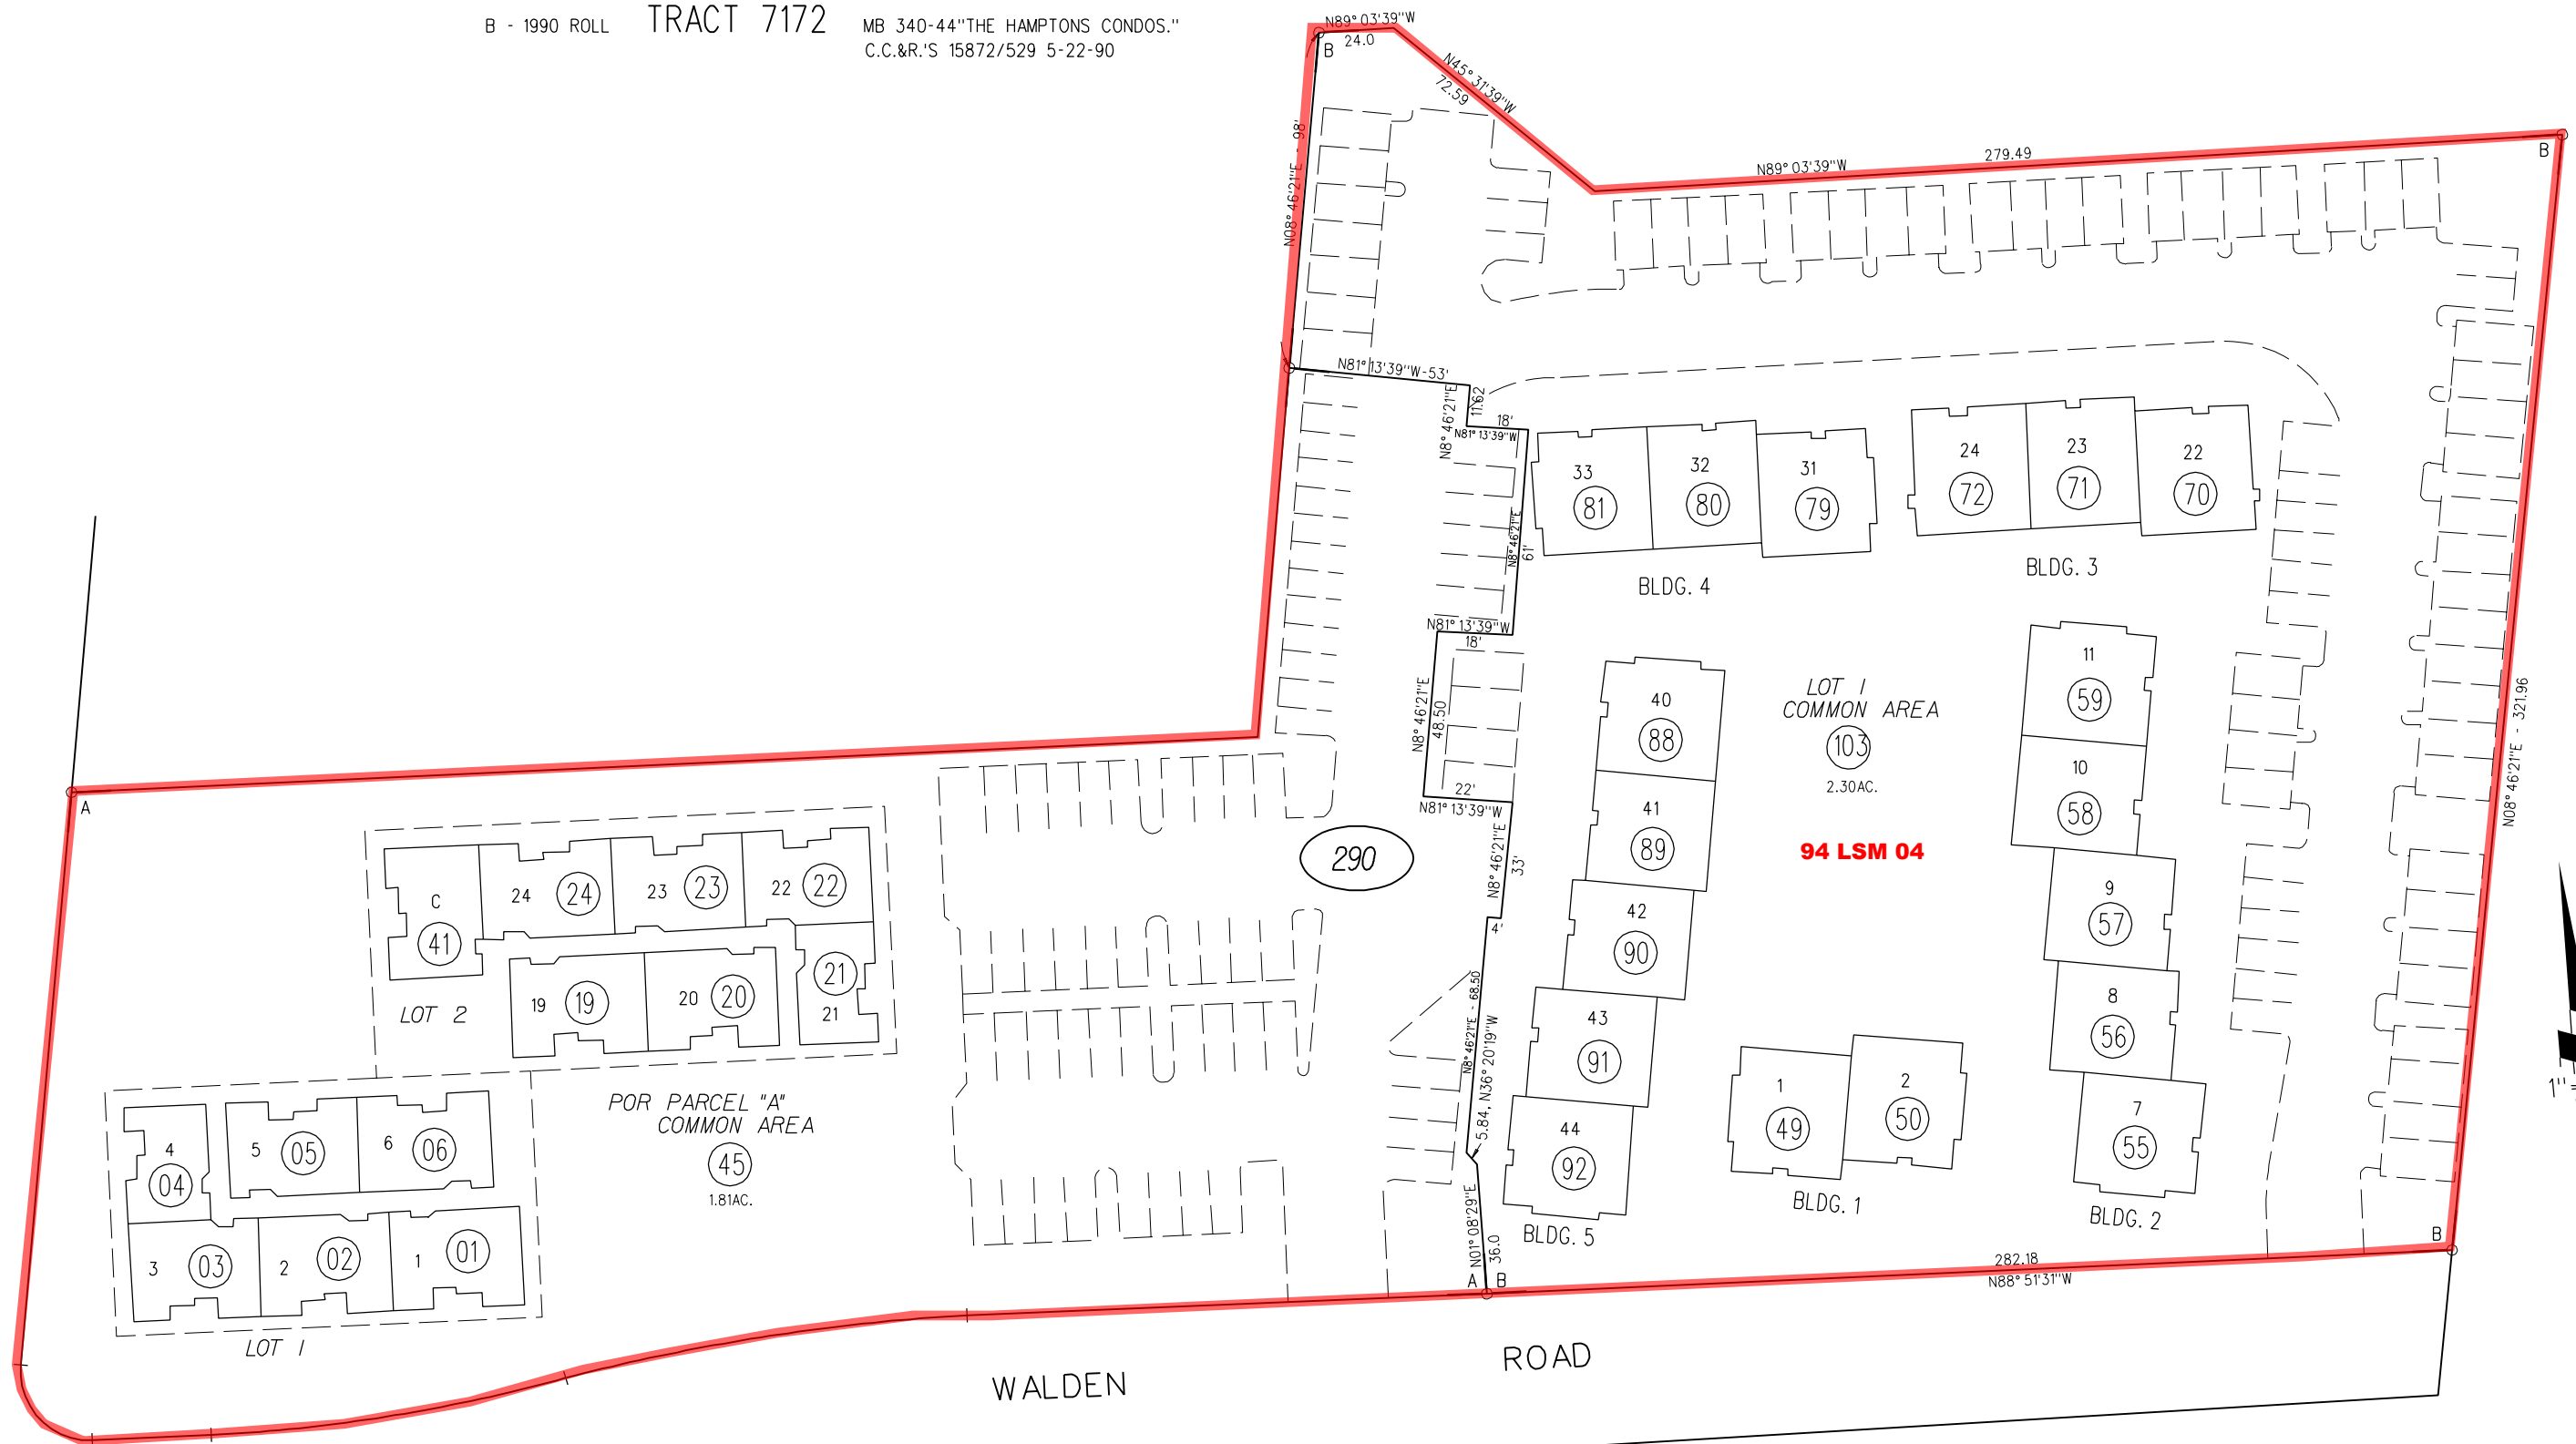 B - 1990 ROLL TRACT 7172 MB 340-44"THE HAMPTONS CONDOS."
C.C.&R.'S 15872/529 5-22-90
N89° 03'39"W
24.0
B
N45° 31'39"W
72.59
N08° 46'21"E - 98'
N89° 03'39"W
279.49
B
N81° 13'39"W-53'
N8° 46'21"E
11.62
18'
N81° 13'39"W
N8° 46'21"E
61'
33
81
32
80
31
79
BLDG. 4
24
72
23
71
22
70
BLDG. 3
N81° 13'39"W
18'
N8° 46'21"E
48.50
22'
N81° 13'39"W
N8° 46'21"E
33'
4'
N8° 46'21"E - 68.50
5.84, N36° 20'19"W
N01° 08'29"E
36.0
40
88
41
89
42
90
43
91
44
92
BLDG. 5
LOT 1
COMMON AREA
103
2.30AC.
94 LSM 04
11
59
10
58
9
57
8
56
7
55
BLDG. 2
1
49
2
50
BLDG. 1
N08° 46'21"E - 321.96
1"=
A
C
41
24
24
23
23
22
22
21
21
19
19
20
20
LOT 2
290
4
04
5
05
6
06
3
03
2
02
1
01
LOT 1
POR PARCEL "A"
COMMON AREA
45
1.81AC.
A B
282.18
N88° 51'31"W
B
WALDEN ROAD